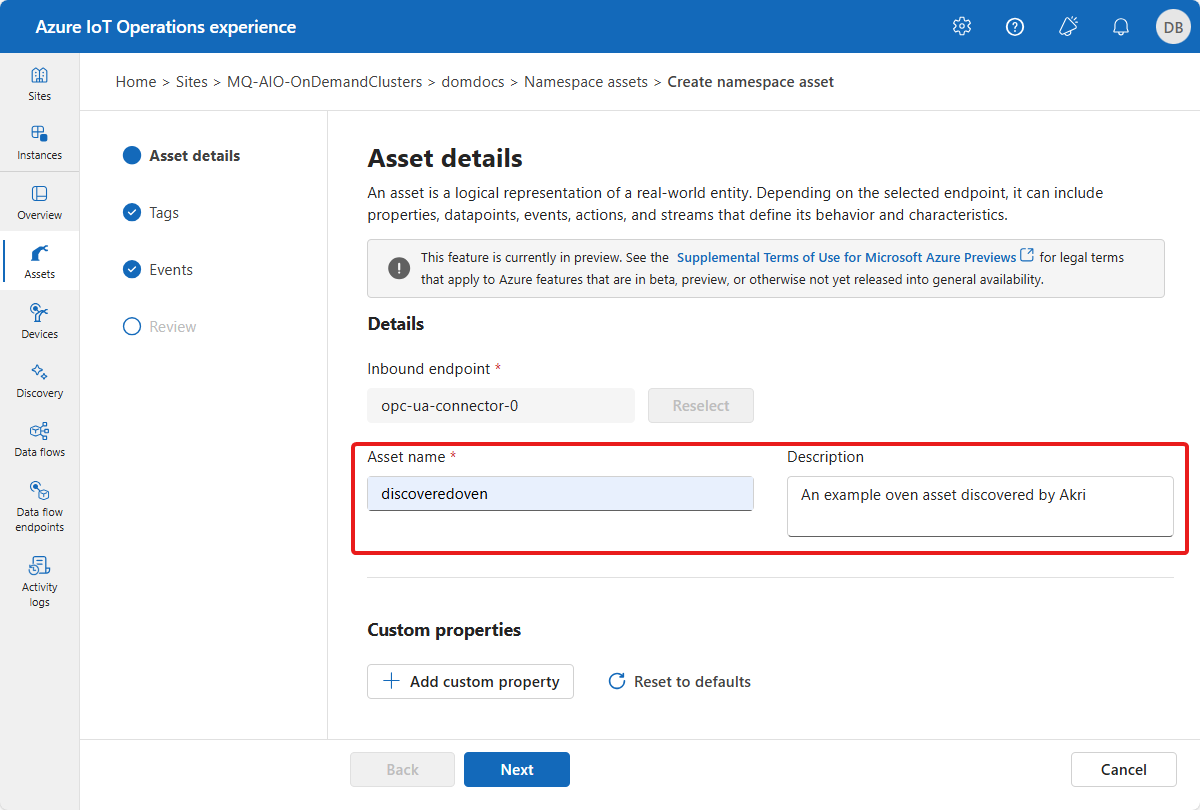 Azure IoT Operations experience
DB
Sites
Instances
Overview
Assets
Devices
Discovery
Data flows
Data flow
endpoints
Activity
logs
Home > Sites > MQ-AIO-OnDemandClusters > domdocs > Namespace assets > Create namespace asset
Asset details
Tags
Events
Review
Asset details
An asset is a logical representation of a real-world entity. Depending on the selected endpoint, it can include
properties, datapoints, events, actions, and streams that define its behavior and characteristics.
This feature is currently in preview. See the Supplemental Terms of Use for Microsoft Azure Previews for legal terms
that apply to Azure features that are in beta, preview, or otherwise not yet released into general availability.
Details
Inbound endpoint *
opc-ua-connector-0
Reselect
Asset name *
discoveredoven
Description
An example oven asset discovered by Akri
Custom properties
Add custom property
Reset to defaults
Back
Next
Cancel